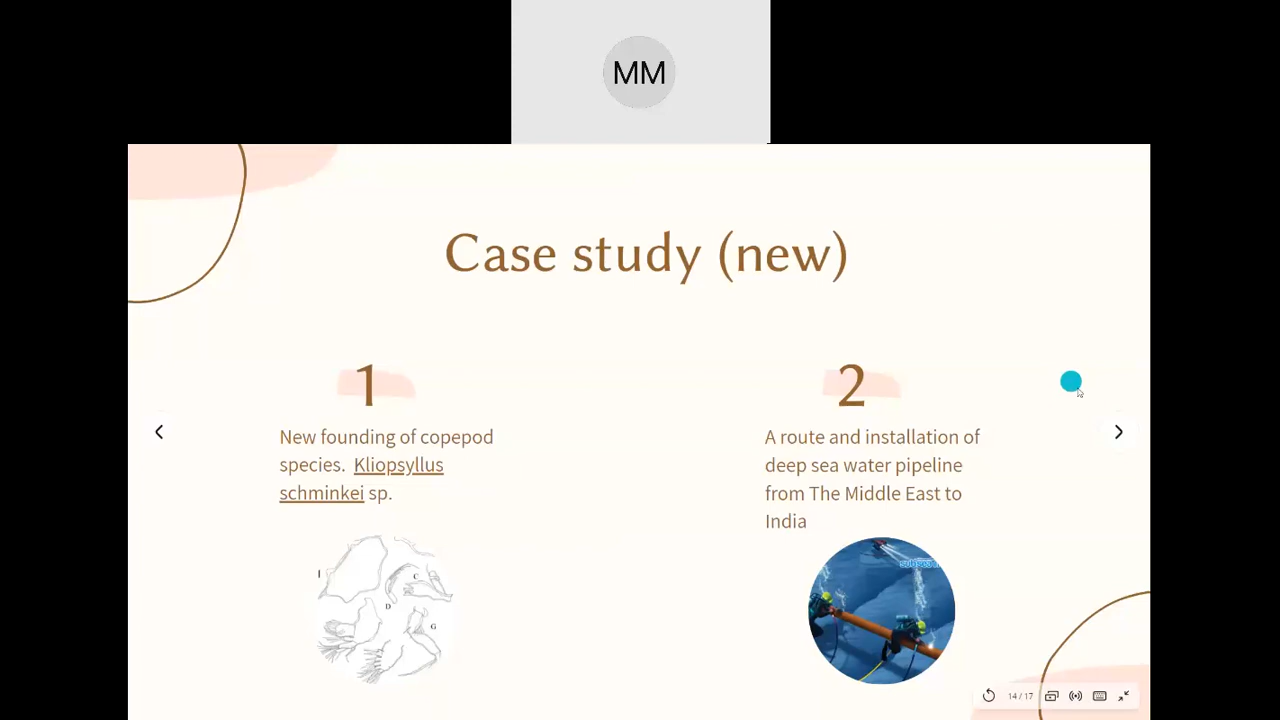 MM
Case study (new)
1
New founding of copepod
species. Kliopsyllus
schminkei sp.
I
C
D
G
2
A route and installation of
deep sea water pipeline
from The Middle East to
India
14 / 17